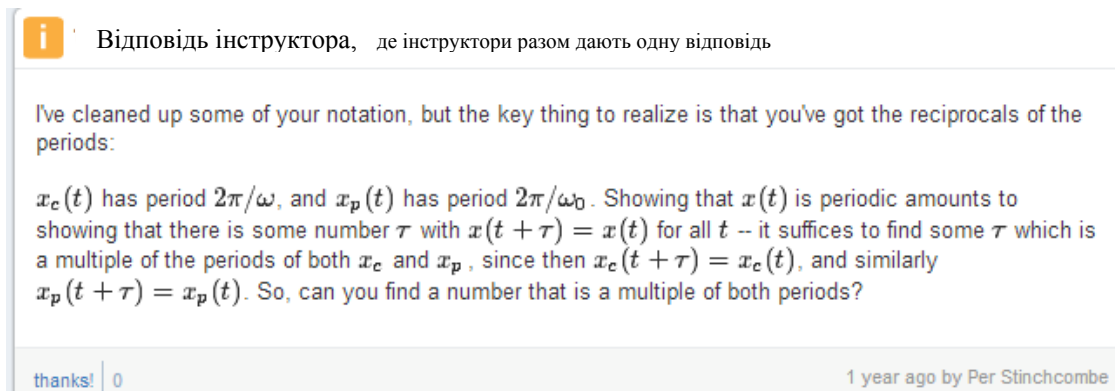 i Відповідь інструктора, де інструктори разом дають одну відповідь
I've cleaned up some of your notation, but the key thing to realize is that you've got the reciprocals of the
periods:
x_c(t) has period 2π/ω, and x_p(t) has period 2π/ω₀. Showing that x(t) is periodic amounts to
showing that there is some number τ with x(t + τ) = x(t) for all t -- it suffices to find some τ which is
a multiple of the periods of both x_c and x_p, since then x_c(t + τ) = x_c(t), and similarly
x_p(t + τ) = x_p(t). So, can you find a number that is a multiple of both periods?
thanks! 0 1 year ago by Per Stinchcombe